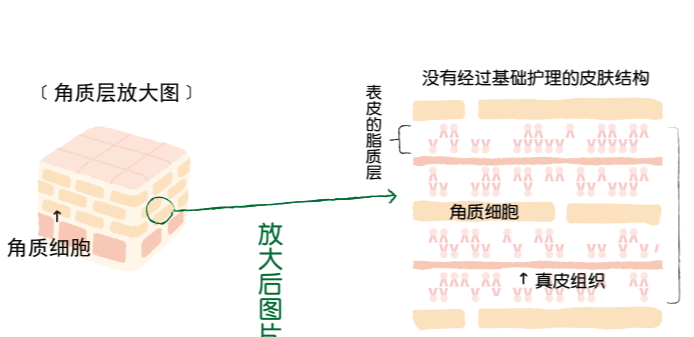 没有经过基础护理的皮肤结构
〔 角质层放大图 〕
表皮的脂质层
↑
角质细胞
角质细胞
放大后图片
↑ 真皮组织